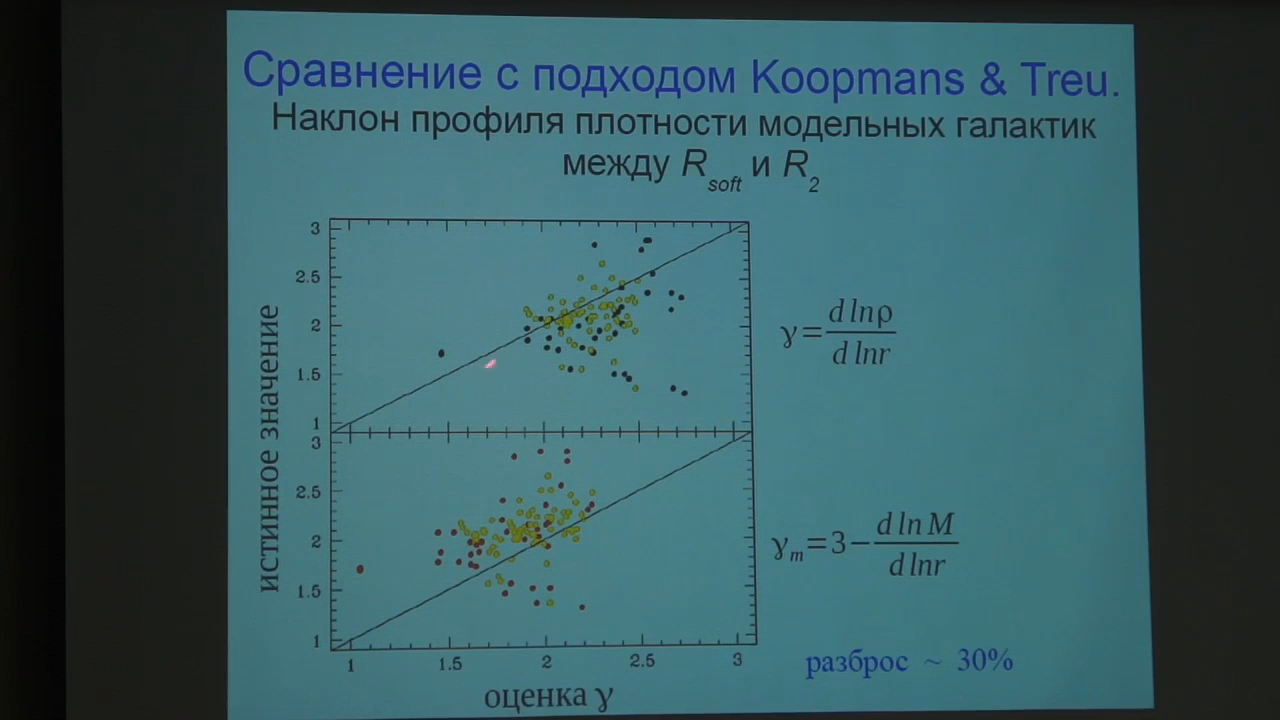 Сравнение с подходом Koopmans & Treu.
Наклон профиля плотности модельных галактик
между R_soft и R_2
3
2.5
2
1.5
1
3
2.5
2
1.5
1
истинное значение
1 1.5 2 2.5 3
оценка γ
γ = d lnρ / d lnr
γ_m = 3 − d ln M / d lnr
разброс ~ 30%